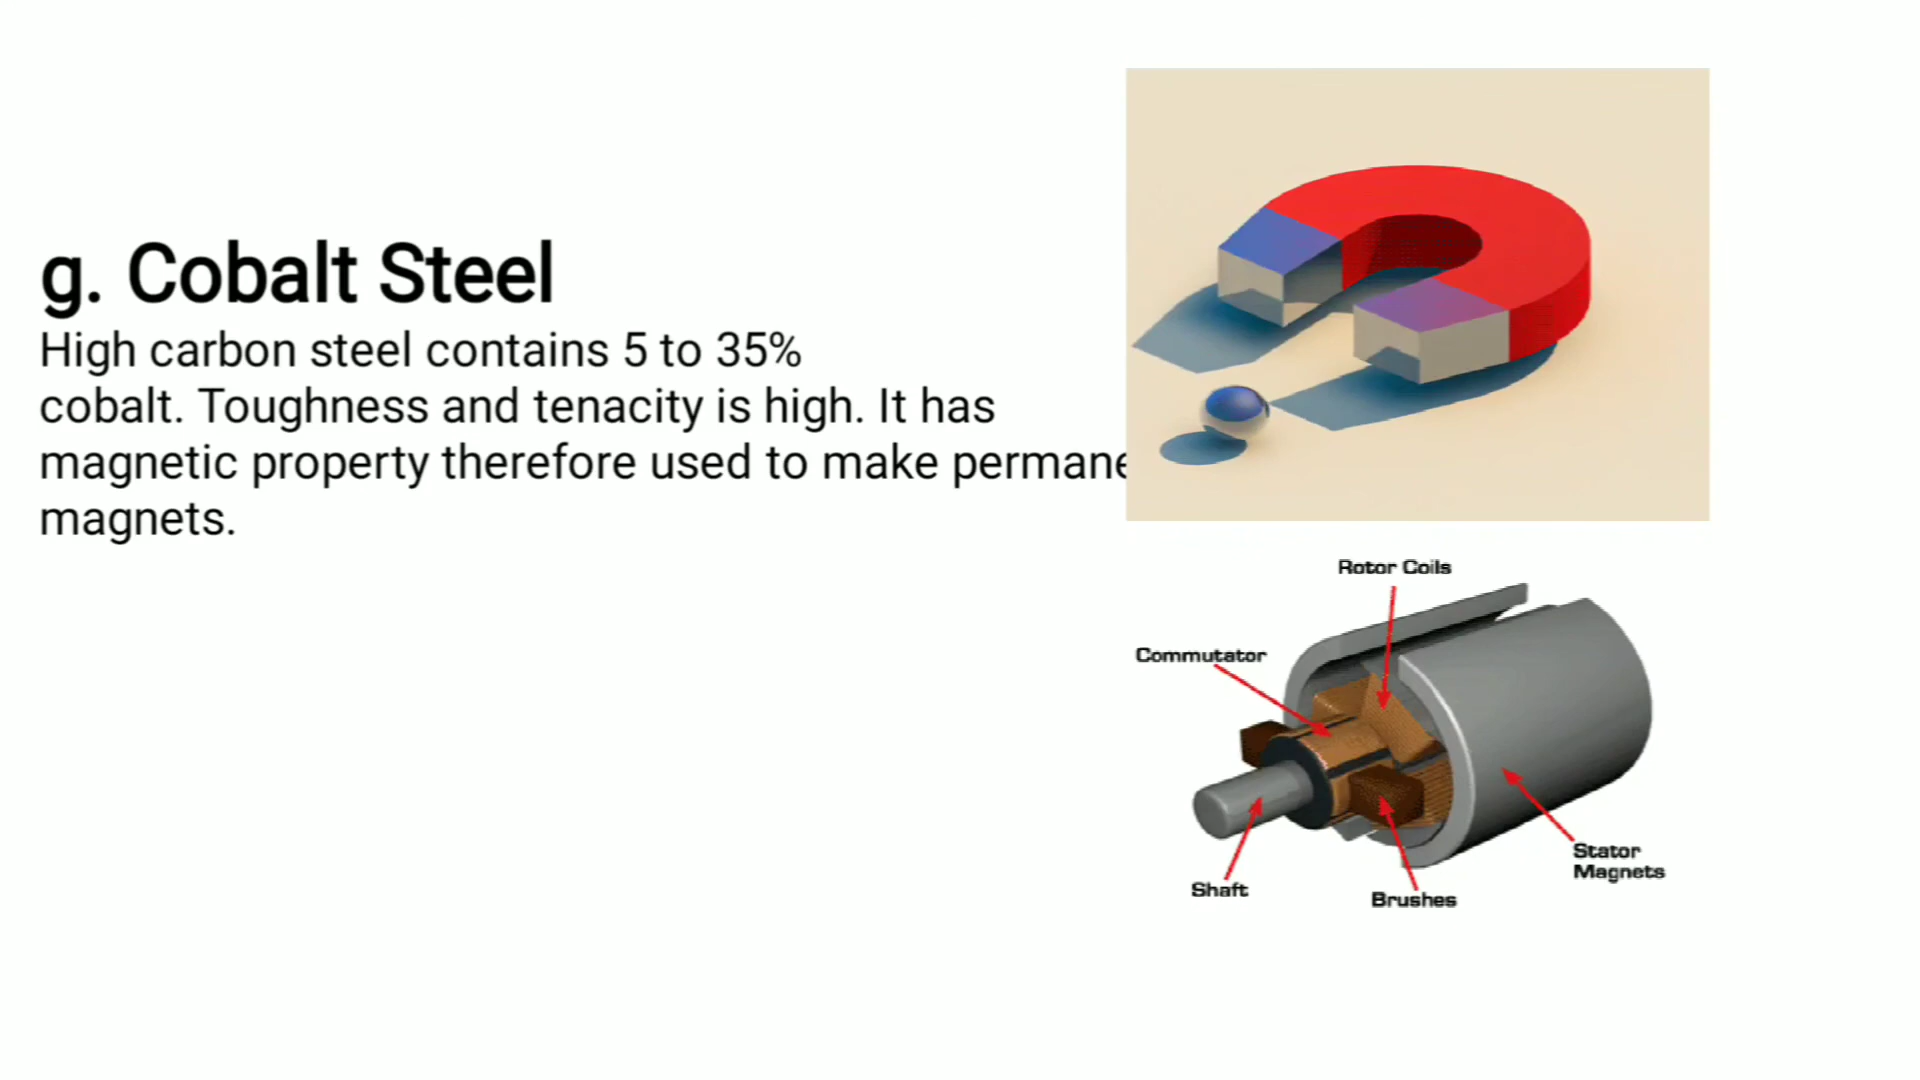 g. Cobalt Steel
High carbon steel contains 5 to 35%
cobalt. Toughness and tenacity is high. It has
magnetic property therefore used to make
magnets.
Rotor Coils
Commutator
Shaft
Brushes
Stator
Magnets